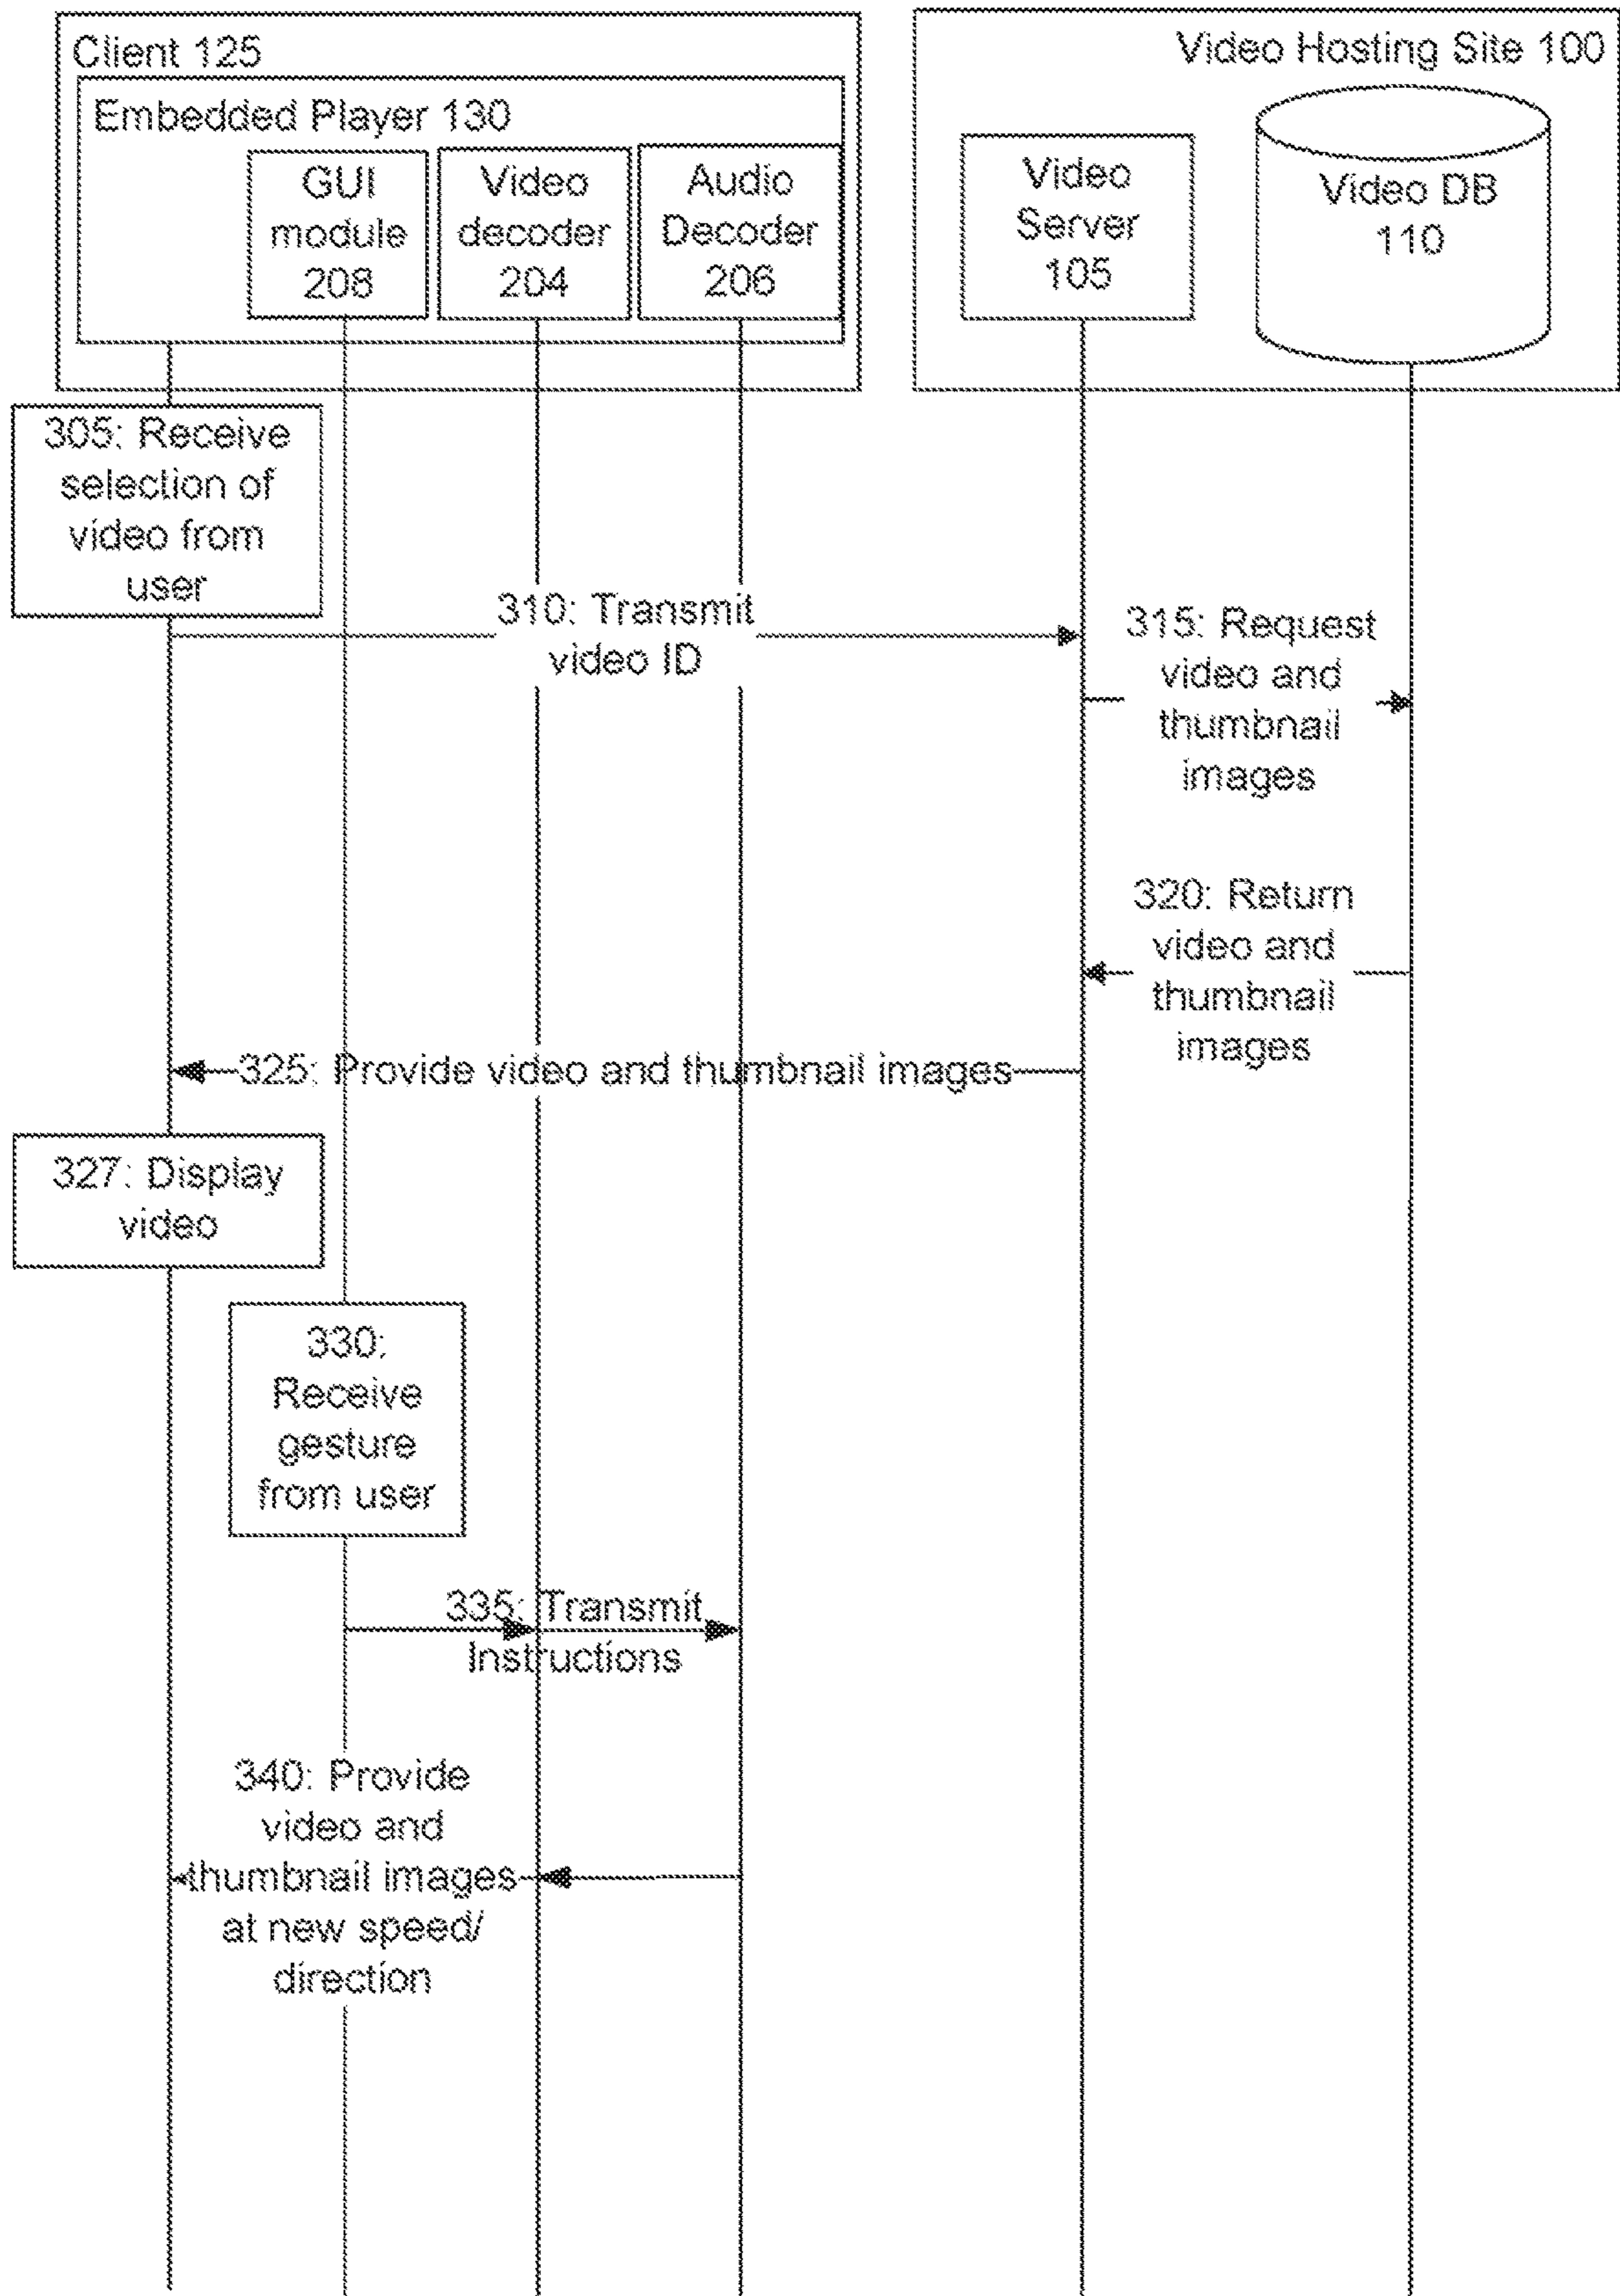 Client 125
Embedded Player 130
GUI
module
208
Video
decoder
204
Audio
Decoder
206
Video Hosting Site 100
Video
Server
105
Video DB
110
305: Receive
selection of
video from
user
310: Transmit
video ID
315: Request
video and
thumbnail
images
320: Return
video and
thumbnail
images
325: Provide video and thumbnail images
327: Display
video
330:
Receive
gesture
from user
335: Transmit
Instructions
340: Provide
video and
thumbnail images
at new speed/
direction